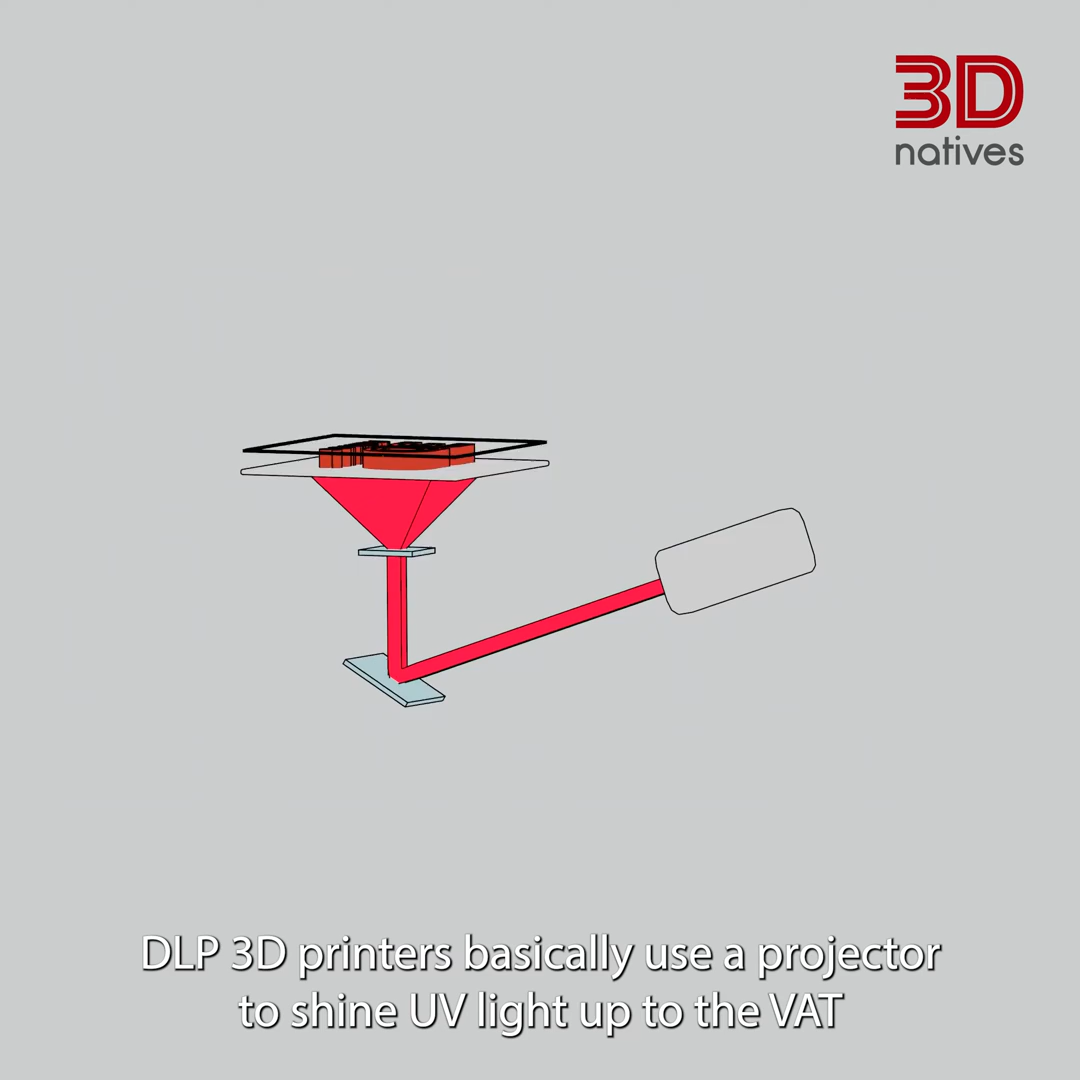 3D
natives
DLP 3D printers basically use a projector
to shine UV light up to the VAT